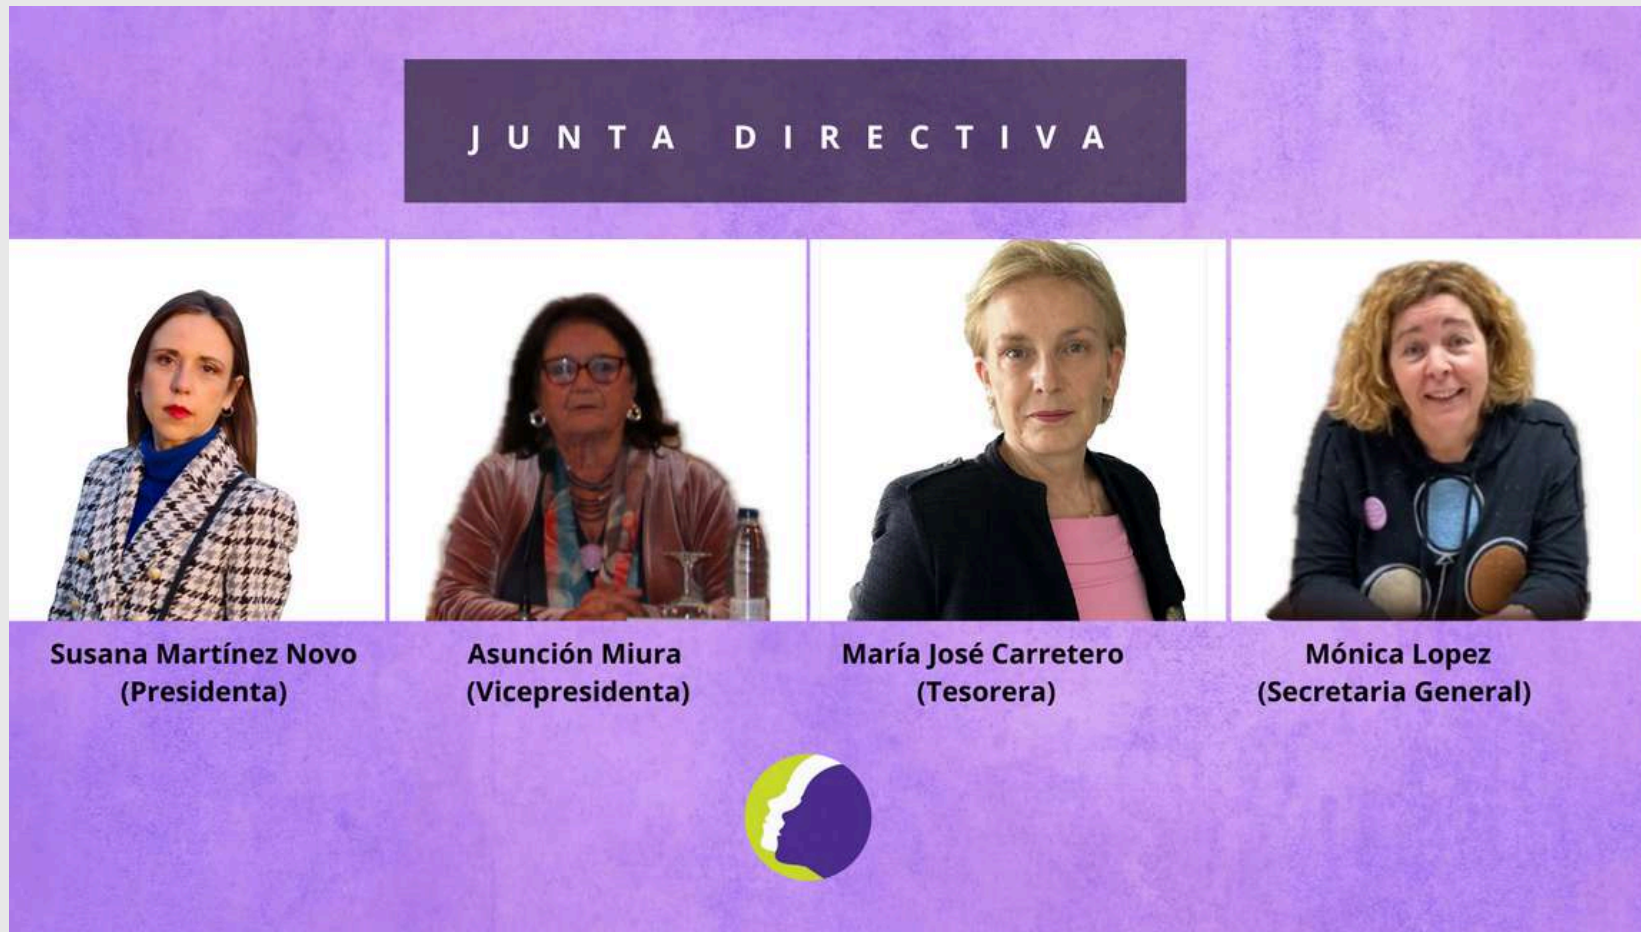 JUNTA DIRECTIVA
Susana Martínez Novo
(Presidenta)
Asunción Miura
(Vicepresidenta)
María José Carretero
(Tesorera)
Mónica Lopez
(Secretaria General)